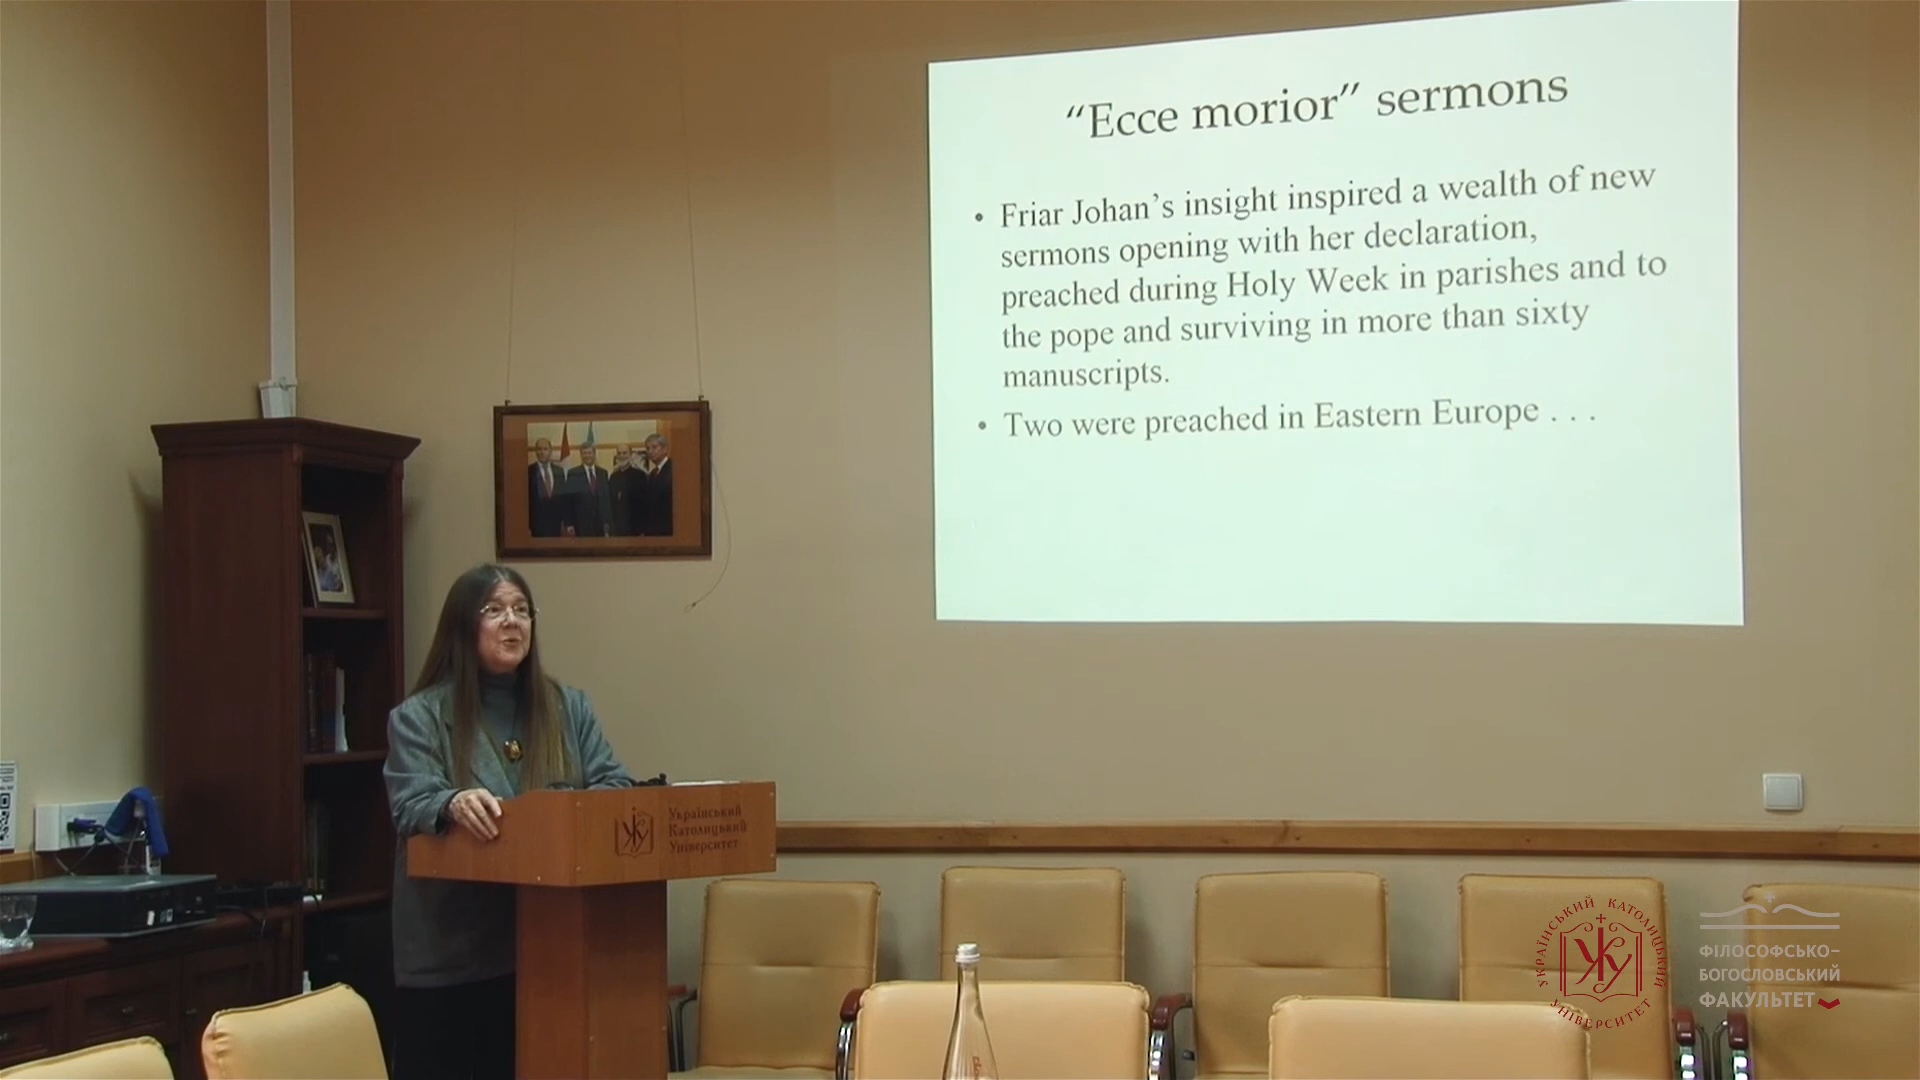 “Ecce morior” sermons
• Friar Johan’s insight inspired a wealth of new
sermons opening with her declaration,
preached during Holy Week in parishes and to
the pope and surviving in more than sixty
manuscripts.
• Two were preached in Eastern Europe . . .
Український
Католицький
Університет
УКРАЇНСЬКИЙ КАТОЛИЦЬКИЙ
УНІВЕРСИТЕТ
ФІЛОСОФСЬКО-
БОГОСЛОВСЬКИЙ
ФАКУЛЬТЕТ